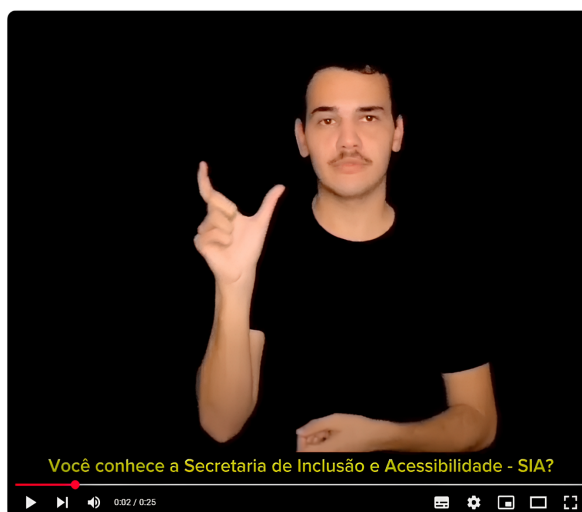 Você conhece a Secretaria de Inclusão e Acessibilidade - SIA?
0:02 / 0:25